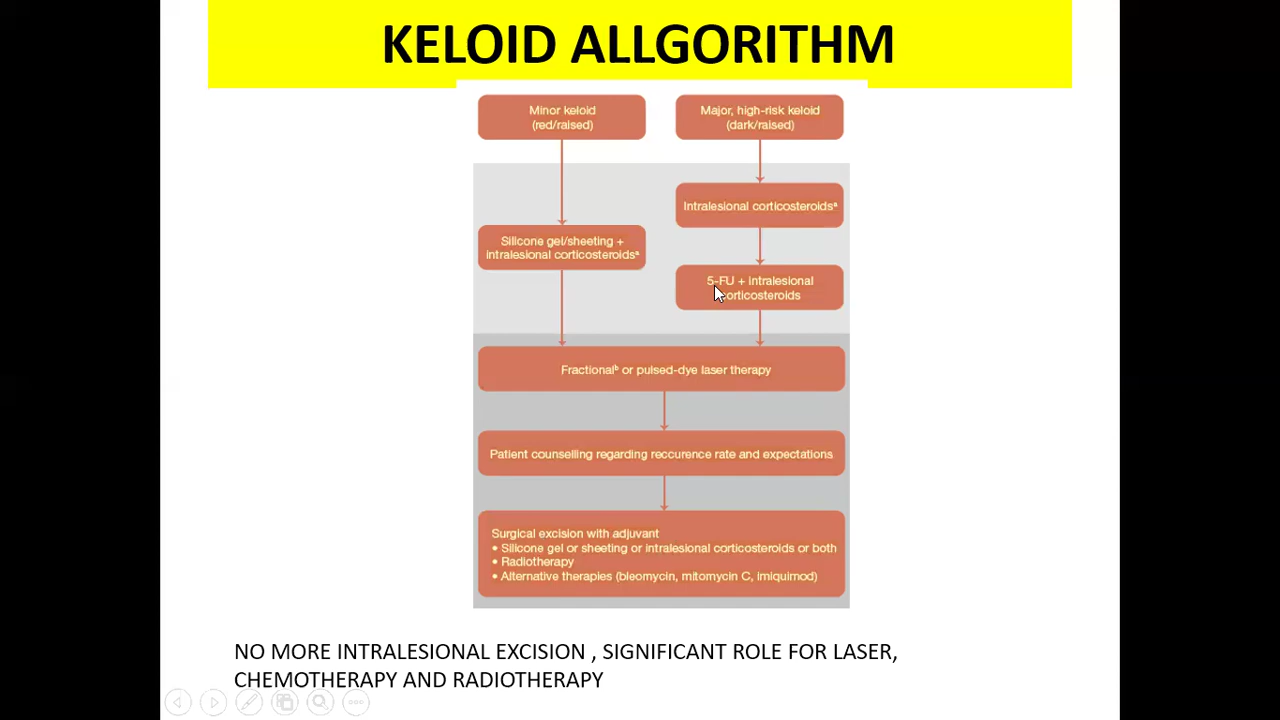 KELOID ALLGORITHM
Minor keloid
(red/raised)
Major, high-risk keloid
(dark/raised)
Intralesional corticosteroidsᵃ
Silicone gel/sheeting +
intralesional corticosteroidsᵃ
5-FU + intralesional
corticosteroids
Fractionalᵇ or pulsed-dye laser therapy
Patient counselling regarding reccurence rate and expectations
Surgical excision with adjuvant
• Silicone gel or sheeting or intralesional corticosteroids or both
• Radiotherapy
• Alternative therapies (bleomycin, mitomycin C, imiquimod)
NO MORE INTRALESIONAL EXCISION , SIGNIFICANT ROLE FOR LASER,
CHEMOTHERAPY AND RADIOTHERAPY